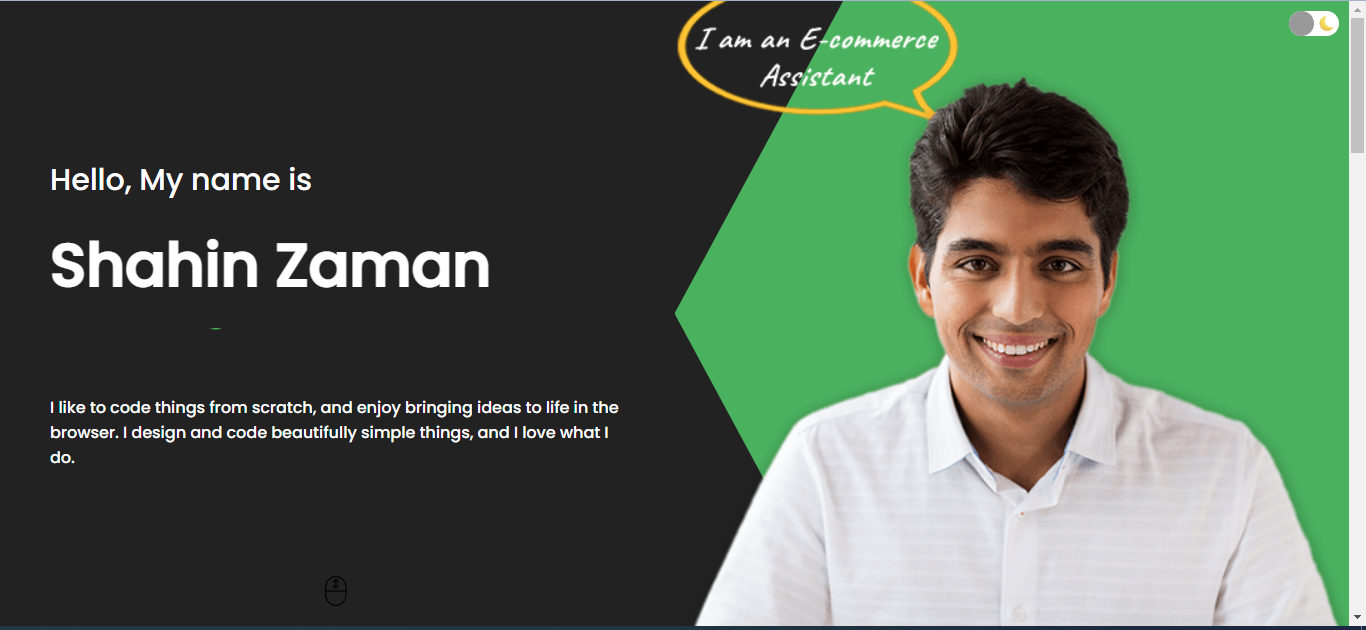 I am an E-commerce
Assistant
Hello, My name is
Shahin Zaman
I like to code things from scratch, and enjoy bringing ideas to life in the
browser. I design and code beautifully simple things, and I love what I
do.